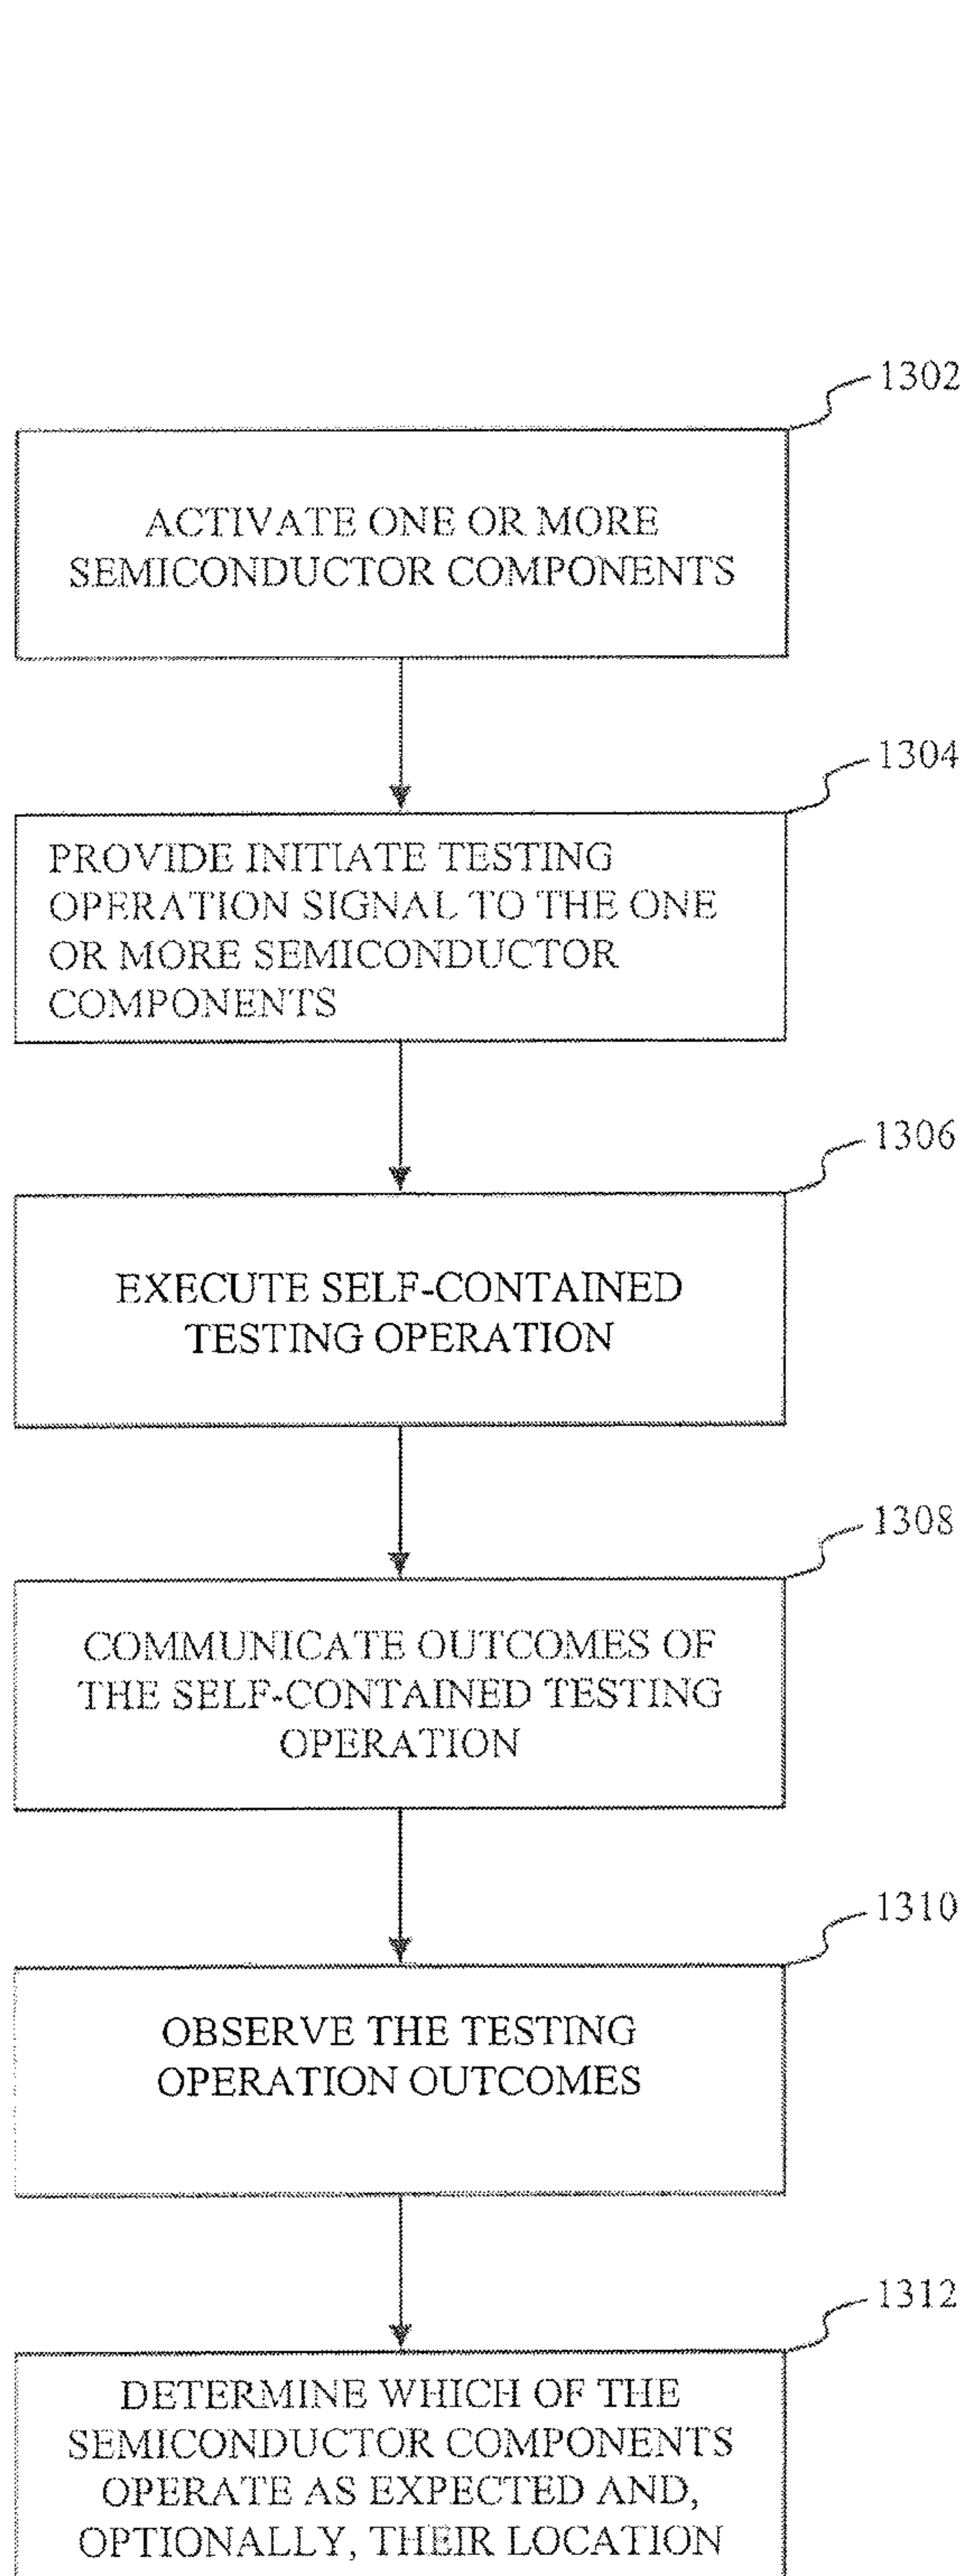 1302
ACTIVATE ONE OR MORE
SEMICONDUCTOR COMPONENTS
1304
PROVIDE INITIATE TESTING
OPERATION SIGNAL TO THE ONE
OR MORE SEMICONDUCTOR
COMPONENTS
1306
EXECUTE SELF-CONTAINED
TESTING OPERATION
1308
COMMUNICATE OUTCOMES OF
THE SELF-CONTAINED TESTING
OPERATION
1310
OBSERVE THE TESTING
OPERATION OUTCOMES
1312
DETERMINE WHICH OF THE
SEMICONDUCTOR COMPONENTS
OPERATE AS EXPECTED AND,
OPTIONALLY, THEIR LOCATION